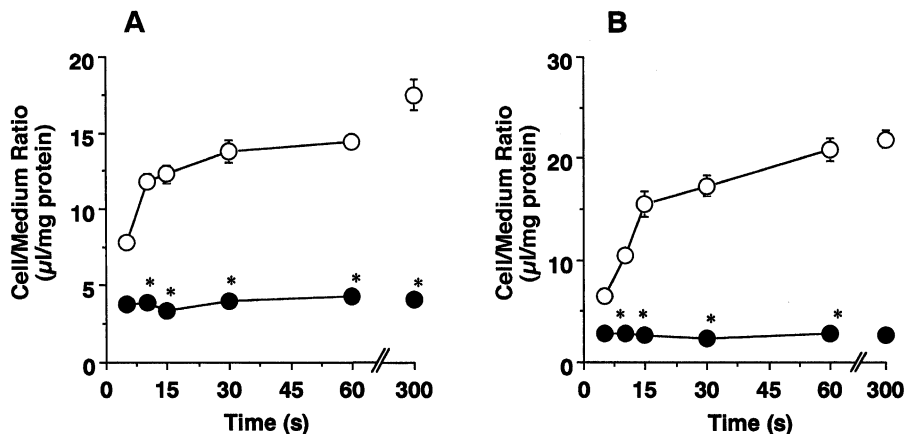 A
20
15
10
5
0
Cell/Medium Ratio
(µl/mg protein)
* * * * *
0 15 30 45 60 300
Time (s)
B
30
20
10
0
Cell/Medium Ratio
(µl/mg protein)
* * * *
0 15 30 45 60 300
Time (s)